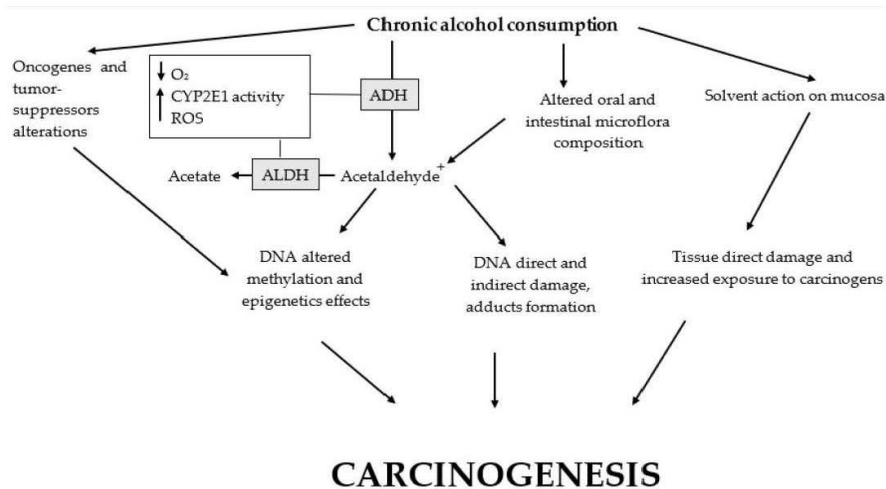 Chronic alcohol consumption
Oncogenes and
tumor-
suppressors
alterations
O₂
CYP2E1 activity
ROS
ADH
Altered oral and
intestinal microflora
composition
Solvent action on mucosa
Acetate
ALDH
Acetaldehyde⁺
DNA altered
methylation and
epigenetics effects
DNA direct and
indirect damage,
adducts formation
Tissue direct damage and
increased exposure to carcinogens
CARCINOGENESIS